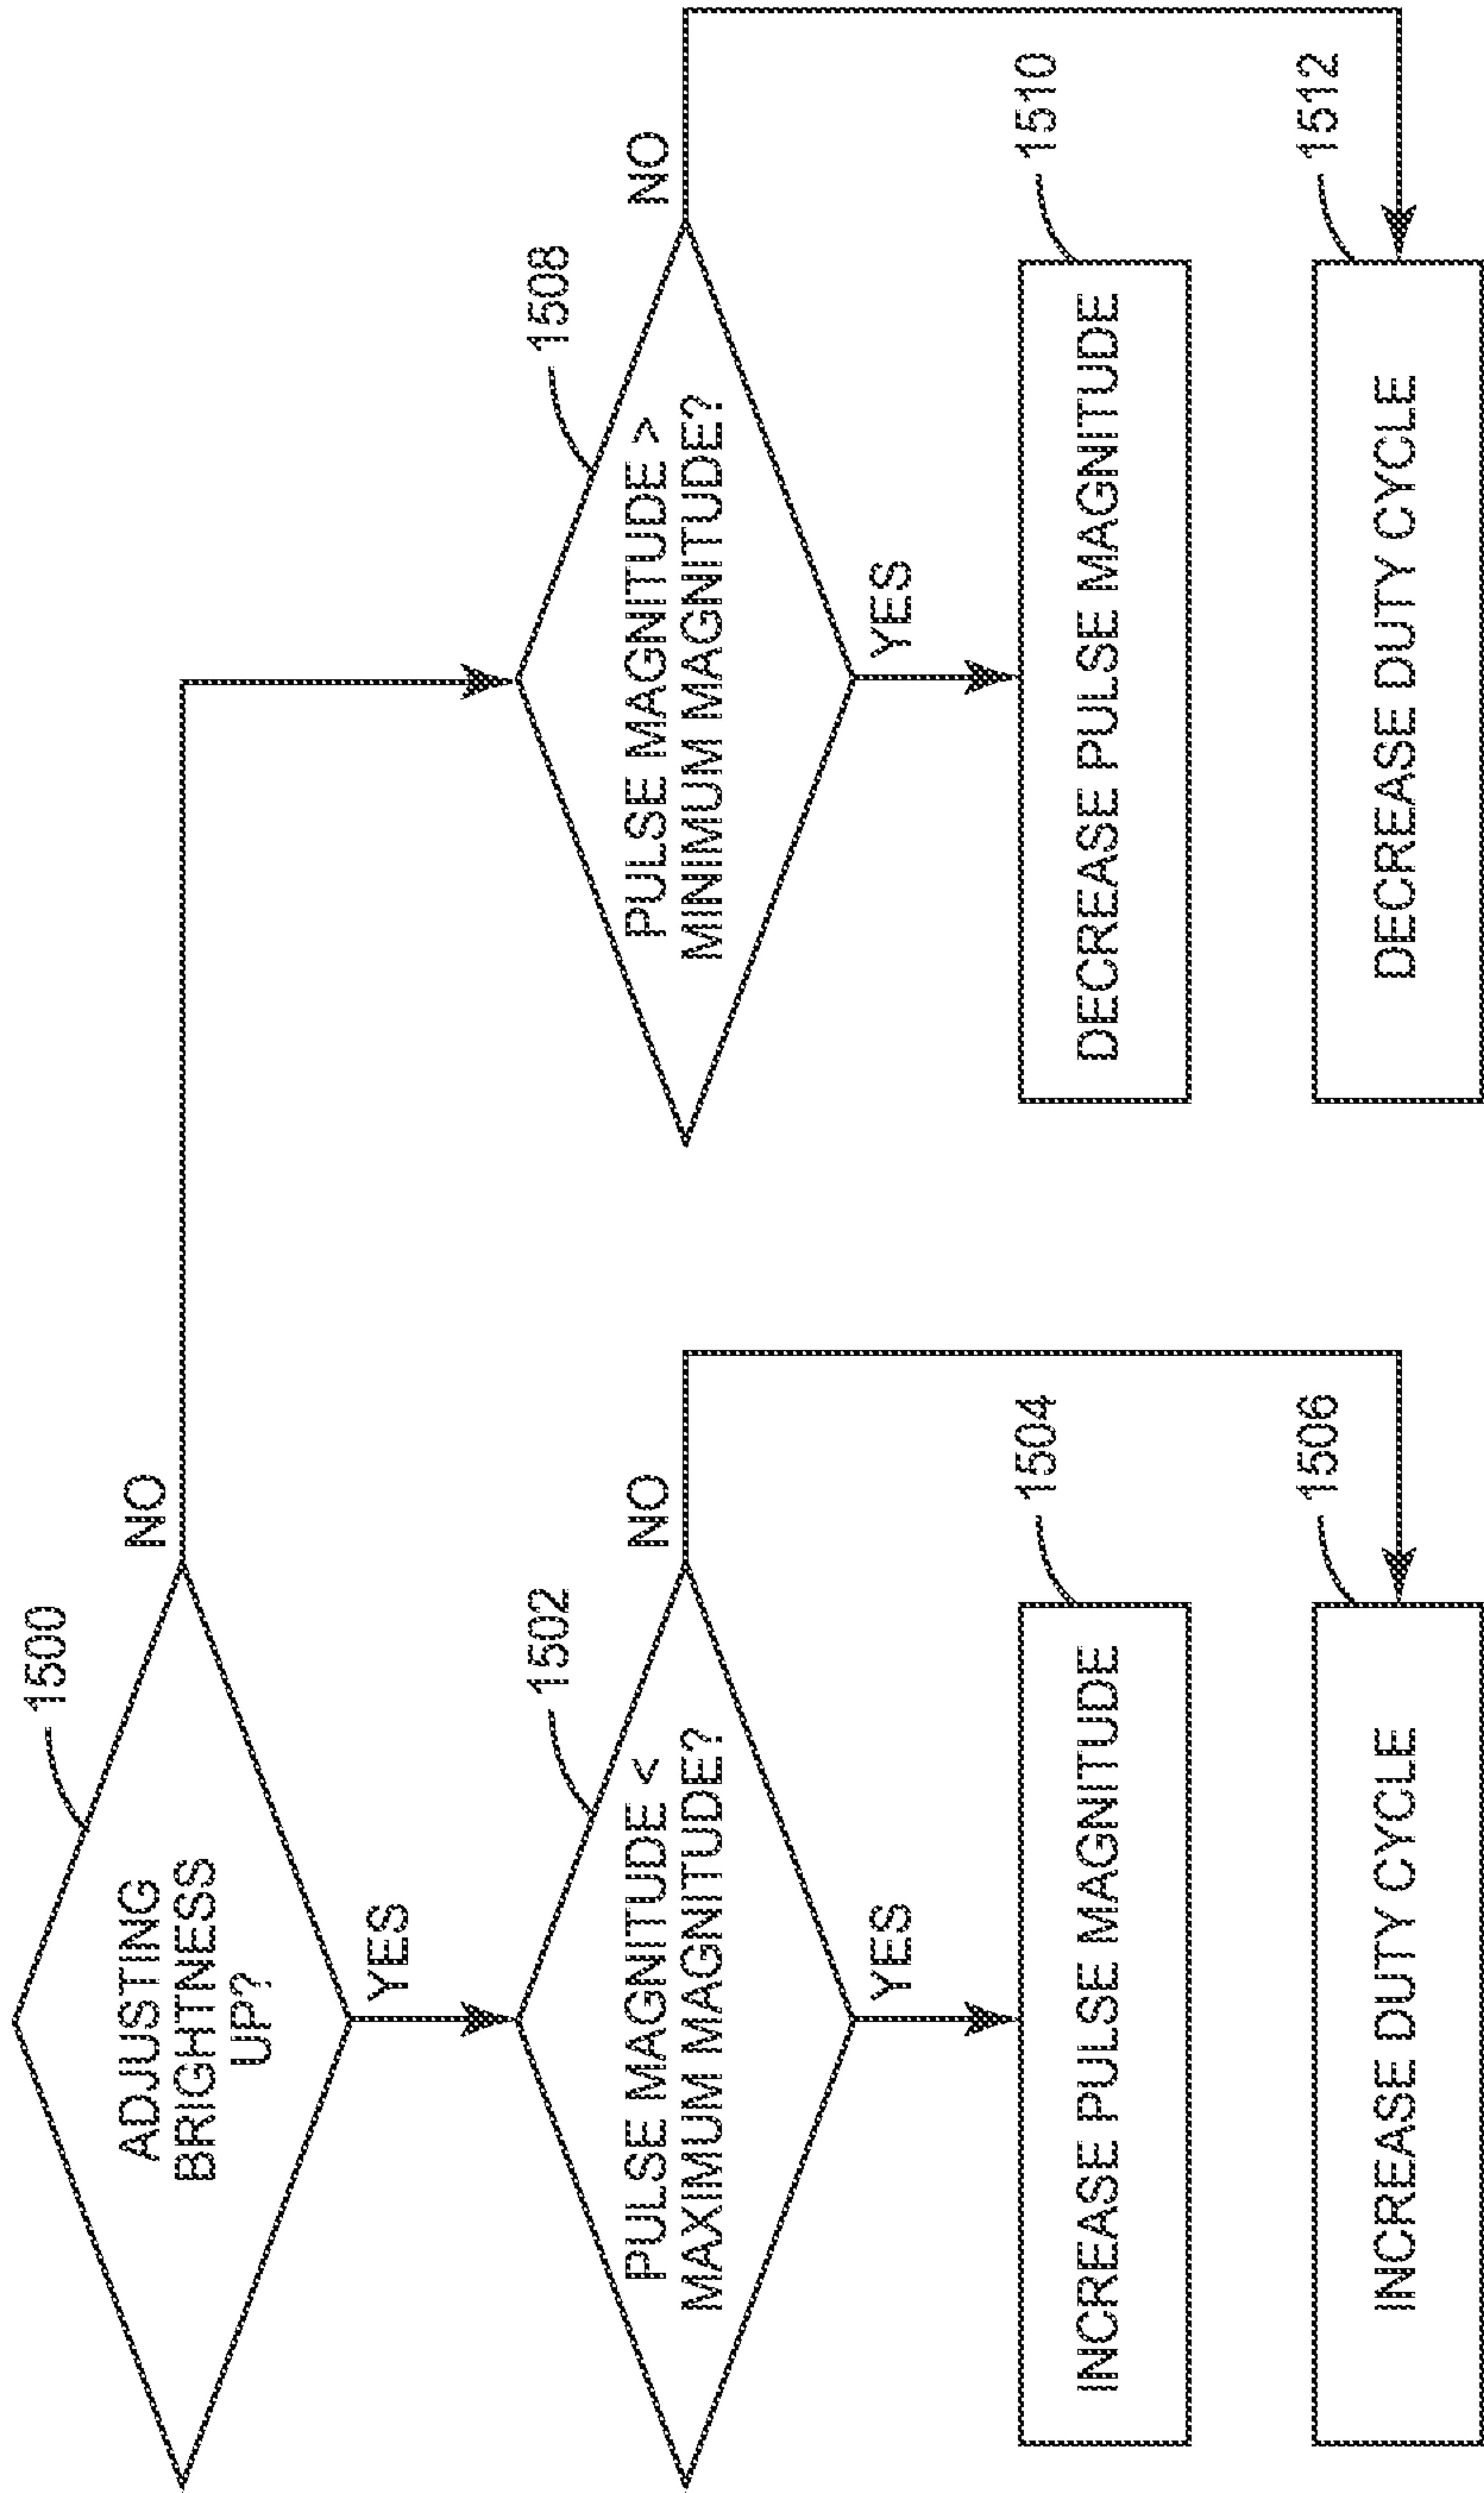 1500
ADJUSTING
BRIGHTNESS
UP?
NO
YES
1502
PULSE MAGNITUDE <
MAXIMUM MAGNITUDE?
NO
YES
1504
INCREASE PULSE MAGNITUDE
1506
INCREASE DUTY CYCLE
1508
PULSE MAGNITUDE >
MINIMUM MAGNITUDE?
NO
YES
1510
DECREASE PULSE MAGNITUDE
1512
DECREASE DUTY CYCLE